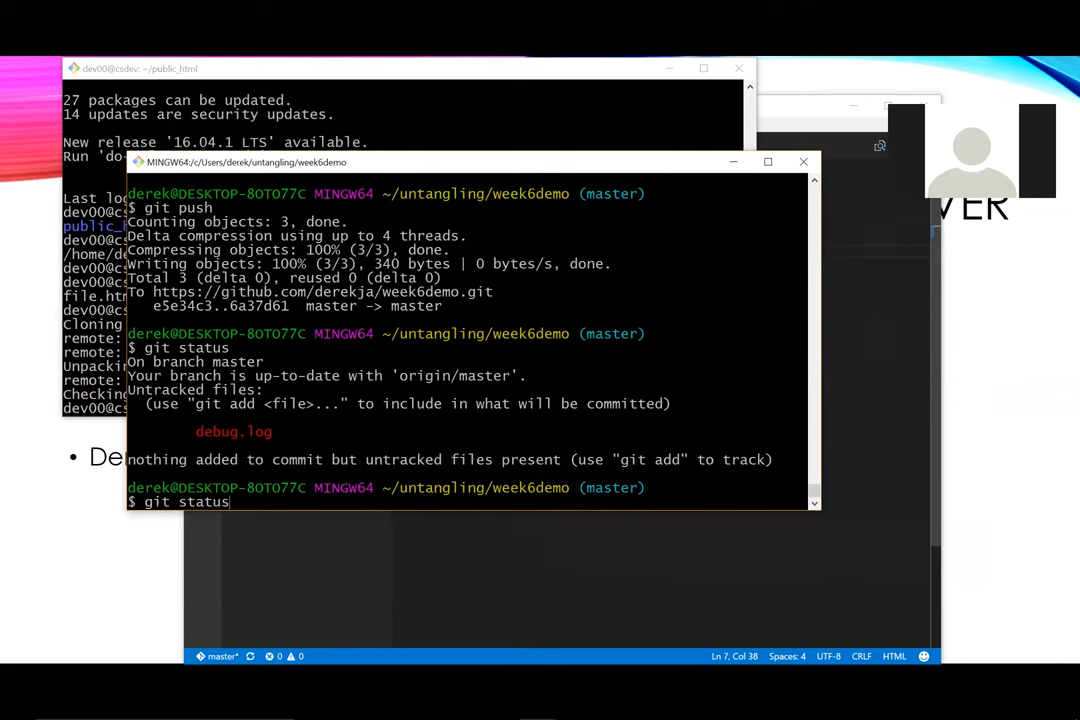 dev00@csdev: ~/public_html
27 packages can be updated.
14 updates are security updates.
New release '16.04.1 LTS' available.
Run 'do-
Last log
dev00@cs
public_h
dev00@cs
/home/de
dev00@cs
dev00@cs
file.htm
dev00@cs
Cloning
remote:
remote:
Unpackin
remote:
Checking
dev00@cs
MINGW64:/c/Users/derek/untangling/week6demo
derek@DESKTOP-8OTO77C MINGW64 ~/untangling/week6demo (master)
$ git push
Counting objects: 3, done.
Delta compression using up to 4 threads.
Compressing objects: 100% (3/3), done.
Writing objects: 100% (3/3), 340 bytes | 0 bytes/s, done.
Total 3 (delta 0), reused 0 (delta 0)
To https://github.com/derekja/week6demo.git
e5e34c3..6a37d61 master -> master
derek@DESKTOP-8OTO77C MINGW64 ~/untangling/week6demo (master)
$ git status
On branch master
Your branch is up-to-date with 'origin/master'.
Untracked files:
(use "git add <file>..." to include in what will be committed)
debug.log
nothing added to commit but untracked files present (use "git add" to track)
derek@DESKTOP-8OTO77C MINGW64 ~/untangling/week6demo (master)
$ git status
VER
• De
master* 0 0 Ln 7, Col 38 Spaces: 4 UTF-8 CRLF HTML